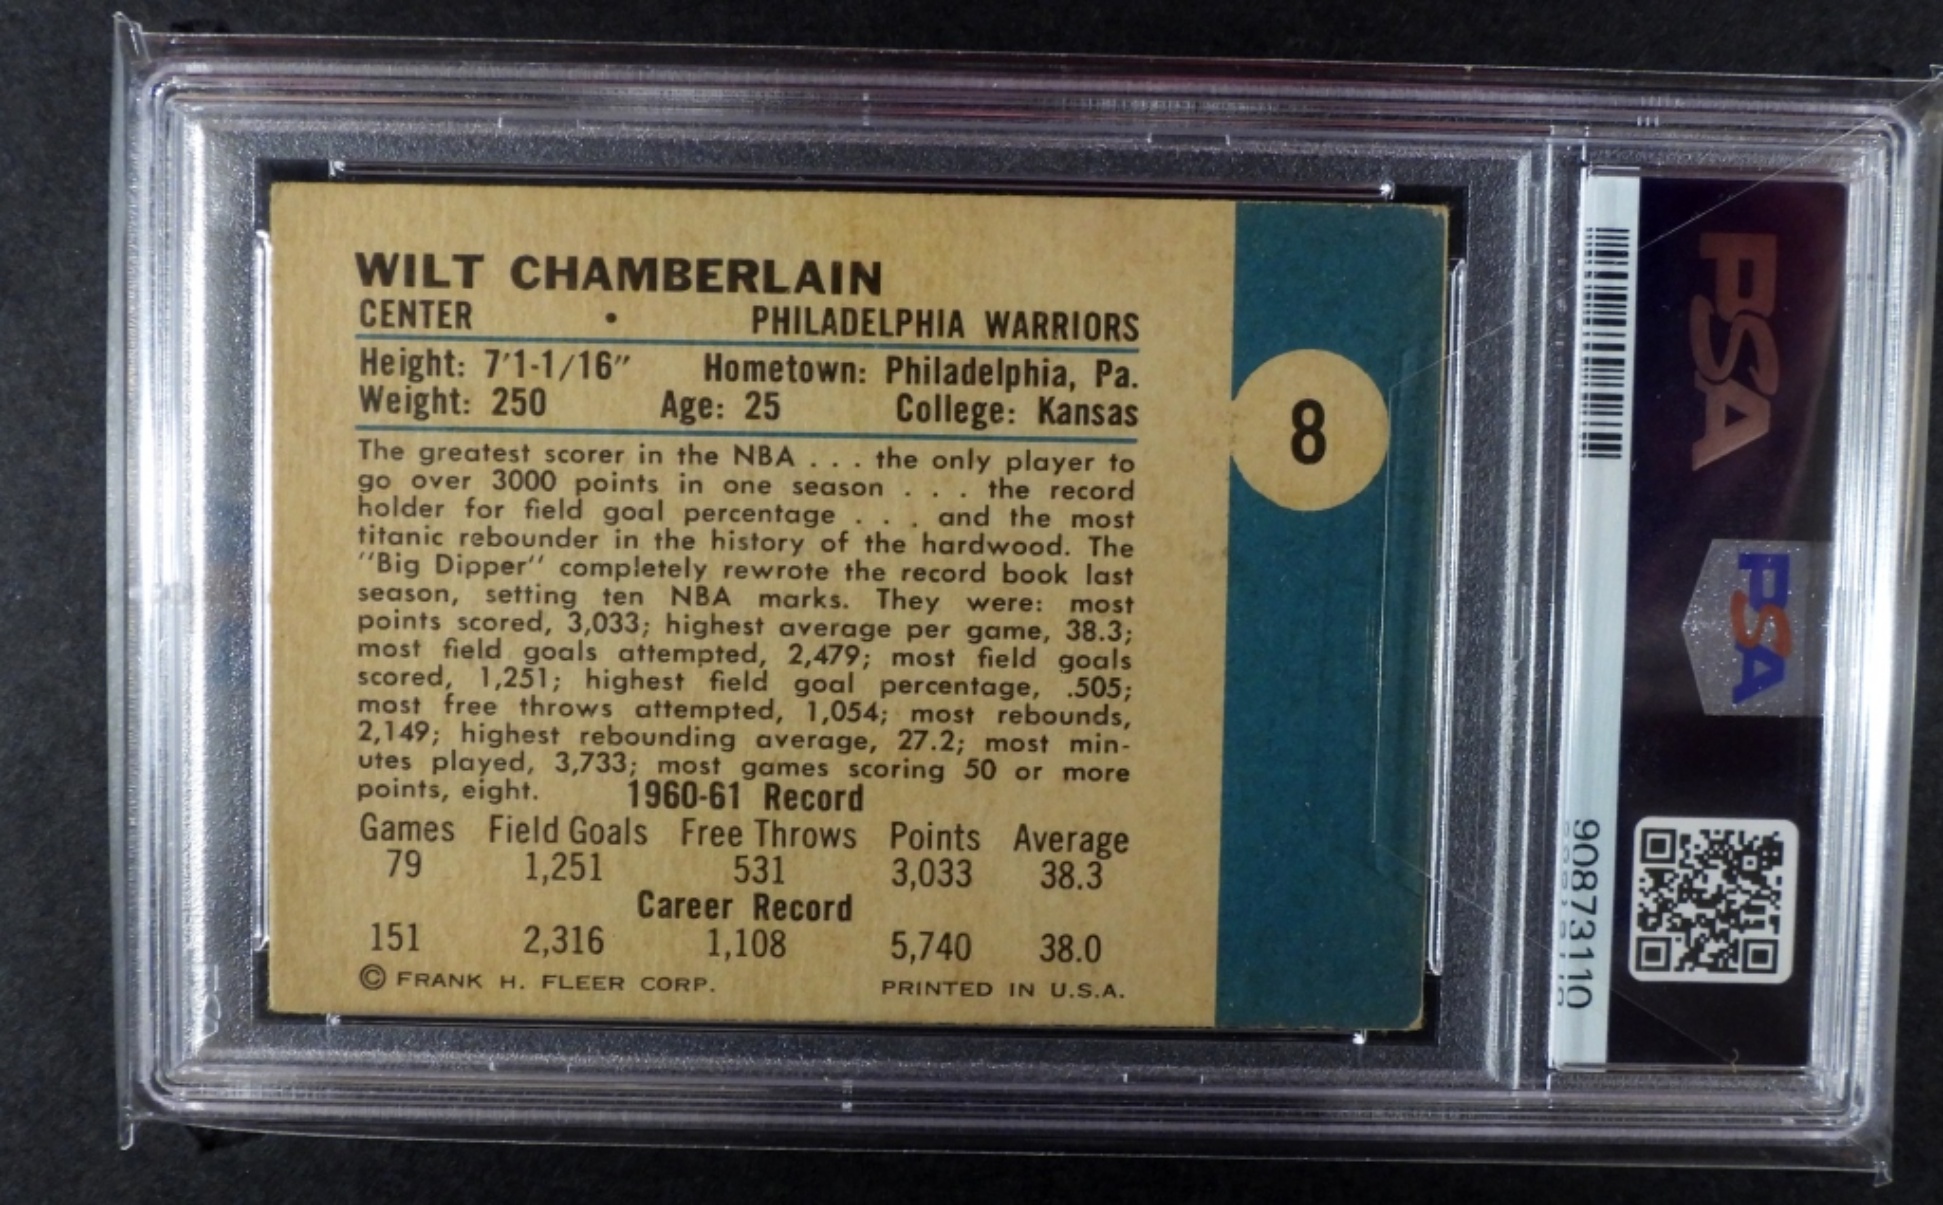 WILT CHAMBERLAIN
CENTER • PHILADELPHIA WARRIORS
Height: 7'1-1/16" Hometown: Philadelphia, Pa.
Weight: 250 Age: 25 College: Kansas
The greatest scorer in the NBA . . . the only player to
go over 3000 points in one season . . . the record
holder for field goal percentage . . . and the most
titanic rebounder in the history of the hardwood. The
"Big Dipper" completely rewrote the record book last
season, setting ten NBA marks. They were: most
points scored, 3,033; highest average per game, 38.3;
most field goals attempted, 2,479; most field goals
scored, 1,251; highest field goal percentage, .505;
most free throws attempted, 1,054; most rebounds,
2,149; highest rebounding average, 27.2; most min-
utes played, 3,733; most games scoring 50 or more
points, eight.
1960-61 Record
Games Field Goals Free Throws Points Average
79 1,251 531 3,033 38.3
Career Record
151 2,316 1,108 5,740 38.0
© FRANK H. FLEER CORP. PRINTED IN U.S.A.
8
90873110
PSA
PSA